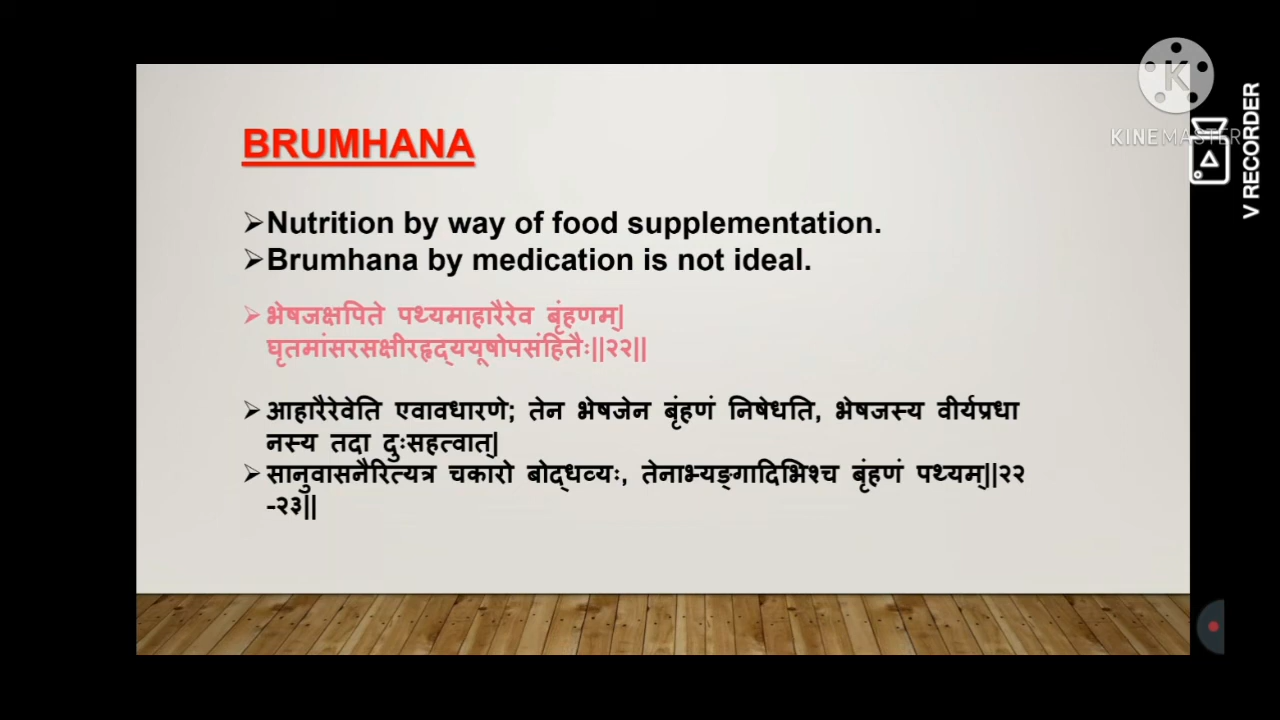 BRUMHANA
➢Nutrition by way of food supplementation.
➢Brumhana by medication is not ideal.
➢भेषजक्षपिते पथ्यमाहारैरेव बृंहणम्|
घृतमांसरसक्षीरहृद्ययूषोपसंहितैः||२२||
➢आहारैरेवेति एवावधारणे; तेन भेषजेन बृंहणं निषेधति, भेषजस्य वीर्यप्रधा
नस्य तदा दुःसहत्वात्|
➢सानुवासनैरित्यत्र चकारो बोद्धव्यः, तेनाभ्यङ्गादिभिश्च बृंहणं पथ्यम्||२२
-२३||
K
KINEMASTER
V RECORDER